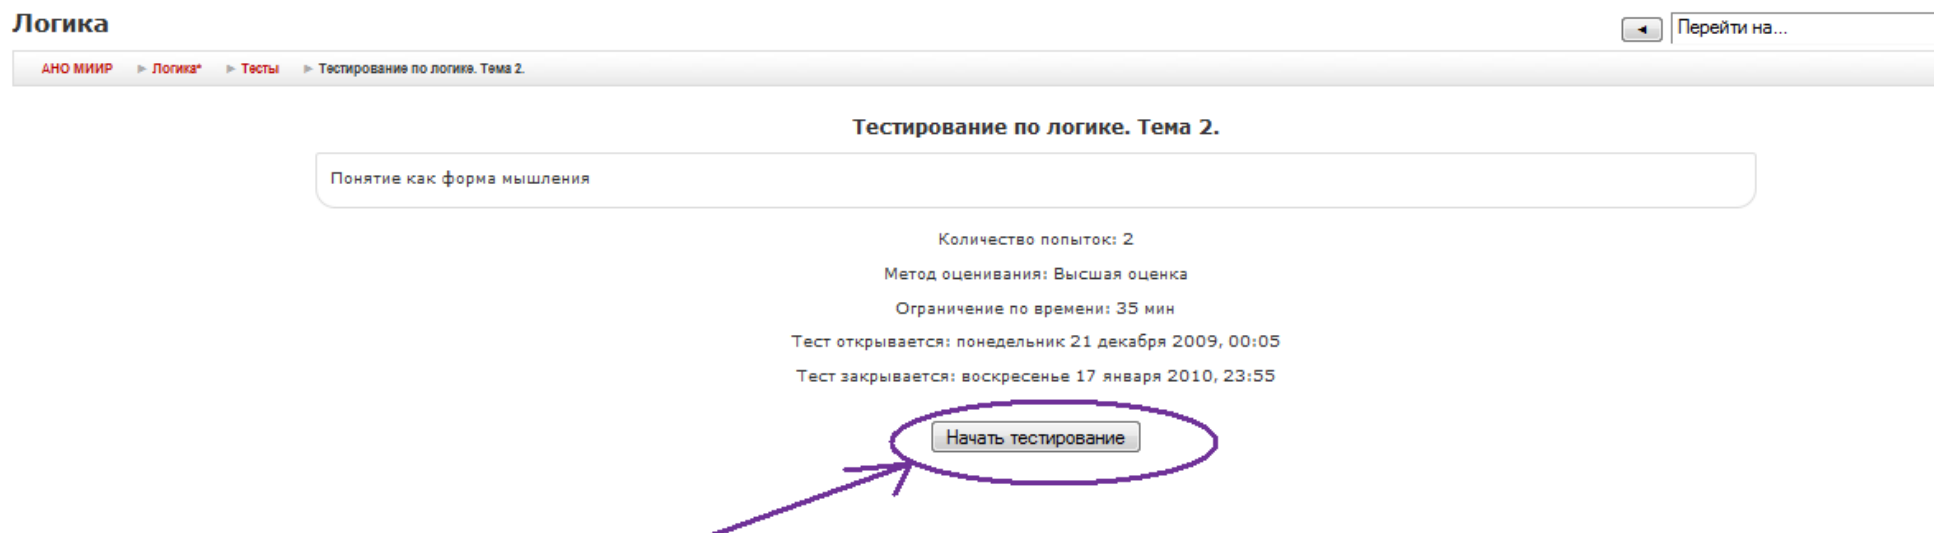 Логика
Перейти на...
АНО МИИР ► Логика* ► Тесты ► Тестирование по логике. Тема 2.
Тестирование по логике. Тема 2.
Понятие как форма мышления
Количество попыток: 2
Метод оценивания: Высшая оценка
Ограничение по времени: 35 мин
Тест открывается: понедельник 21 декабря 2009, 00:05
Тест закрывается: воскресенье 17 января 2010, 23:55
Начать тестирование